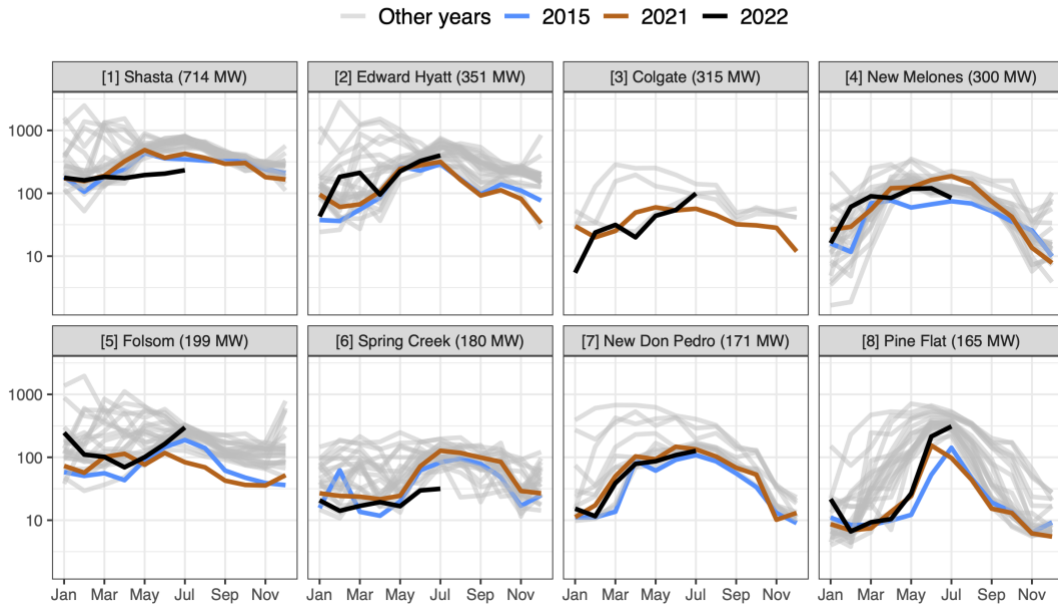 Other years 2015 2021 2022
[1] Shasta (714 MW) [2] Edward Hyatt (351 MW) [3] Colgate (315 MW) [4] New Melones (300 MW)
1000
100
10
[5] Folsom (199 MW) [6] Spring Creek (180 MW) [7] New Don Pedro (171 MW) [8] Pine Flat (165 MW)
1000
100
10
Jan Mar May Jul Sep Nov Jan Mar May Jul Sep Nov Jan Mar May Jul Sep Nov Jan Mar May Jul Sep Nov